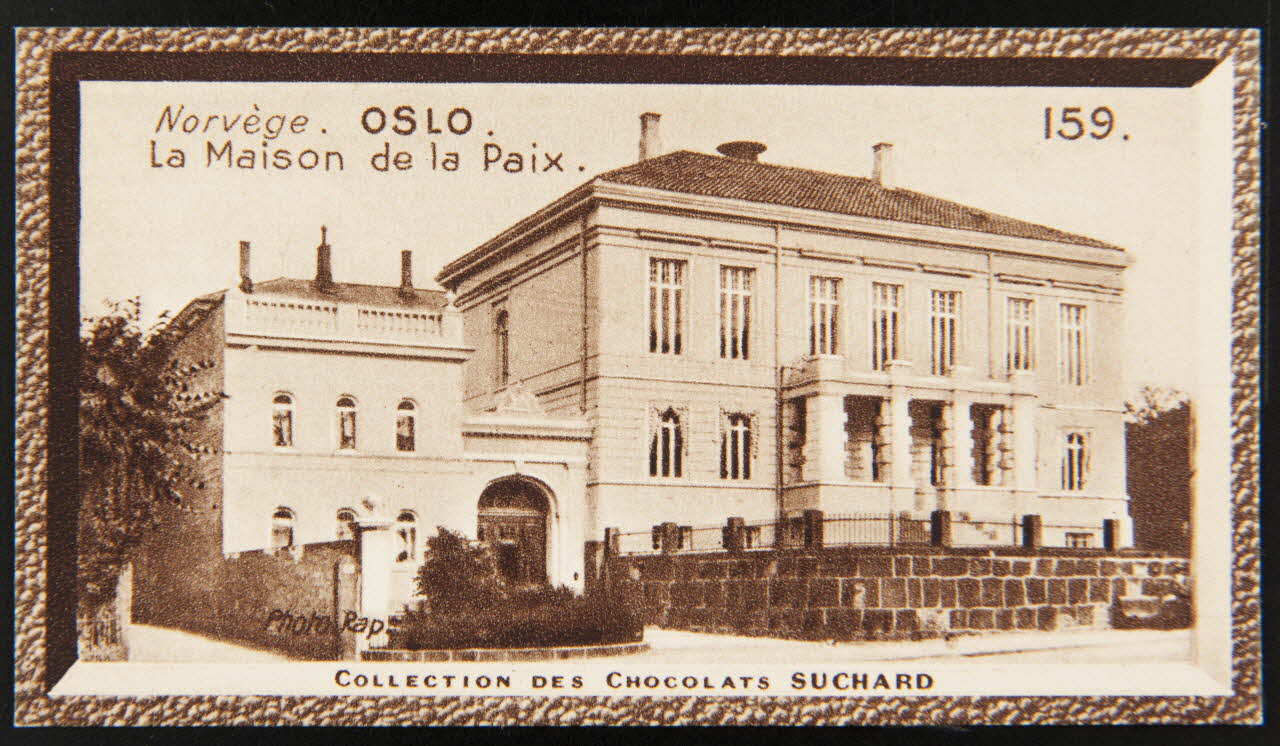 Norvège. OSLO.
159.
La Maison de la Paix.
Photo Rap
COLLECTION DES CHOCOLATS SUCHARD